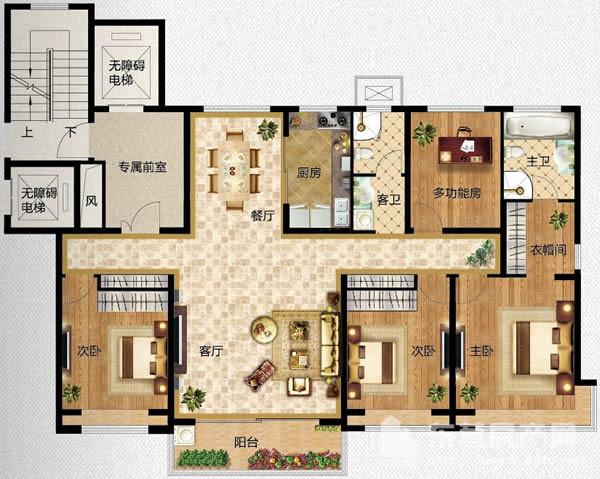 无障碍
电梯
上
下
专属前室
无障碍
电梯
风
餐厅
厨房
客卫
多功能房
主卫
衣帽间
次卧
客厅
次卧
主卧
阳台